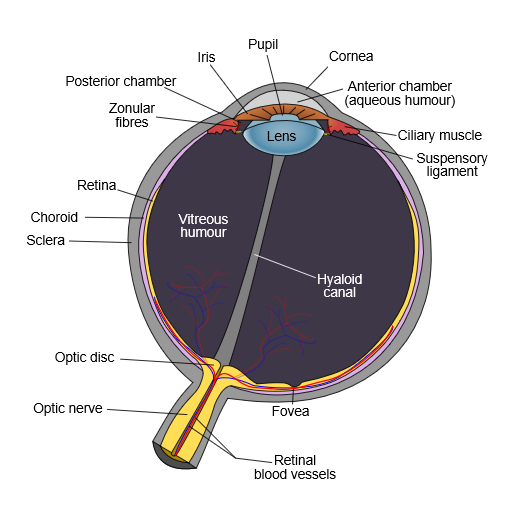 Pupil
Iris
Cornea
Posterior chamber
Anterior chamber
(aqueous humour)
Zonular
fibres
Lens
Ciliary muscle
Suspensory
ligament
Retina
Choroid
Sclera
Vitreous
humour
Hyaloid
canal
Optic disc
Optic nerve
Fovea
Retinal
blood vessels